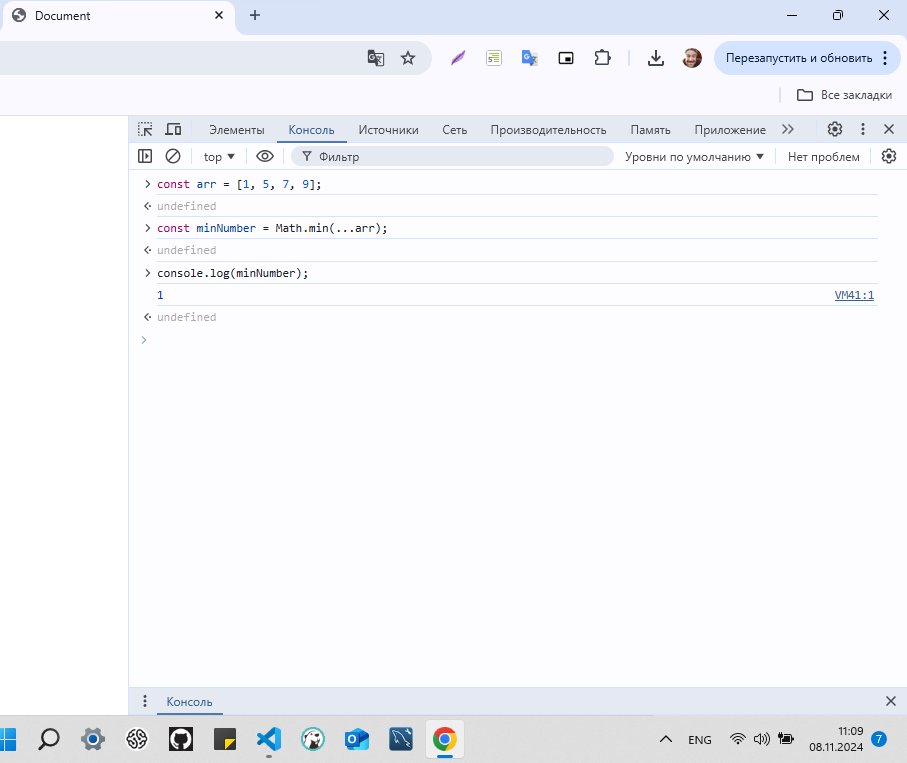 Document
Перезапустить и обновить
Все закладки
Элементы Консоль Источники Сеть Производительность Память Приложение
top Фильтр Уровни по умолчанию Нет проблем
const arr = [1, 5, 7, 9];
undefined
const minNumber = Math.min(...arr);
undefined
console.log(minNumber);
1 VM41:1
undefined
Консоль
ENG 11:09 7
08.11.2024